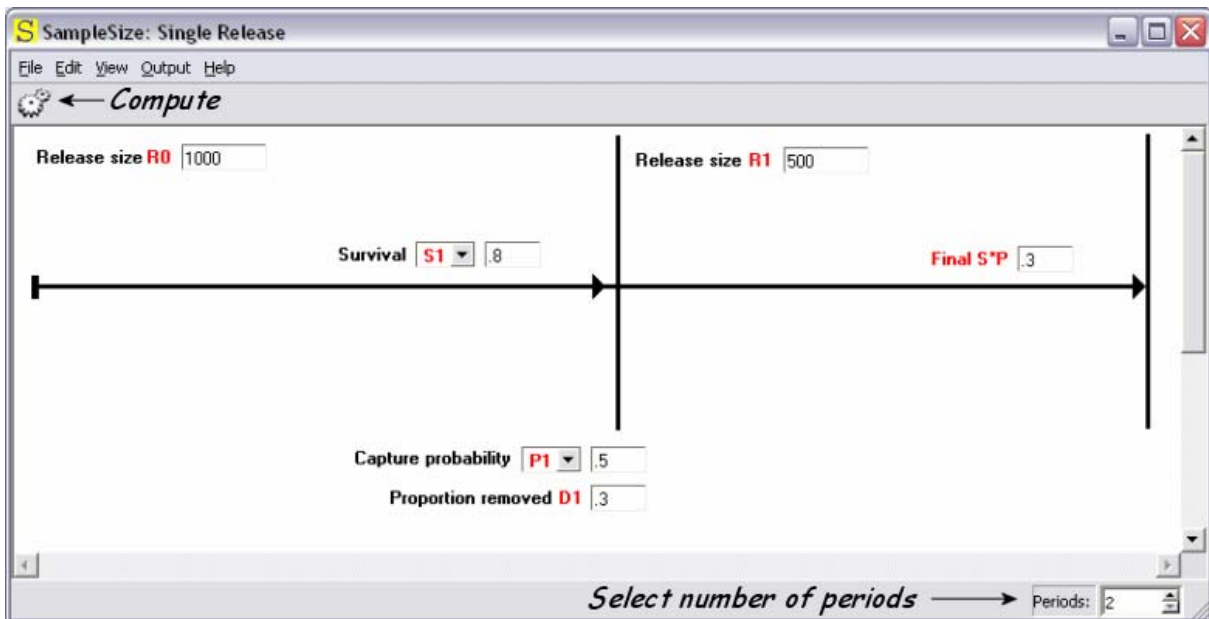 S SampleSize: Single Release
File Edit View Output Help
Compute
Release size R0 1000
Release size R1 500
Survival S1 .8
Final S*P .3
Capture probability P1 .5
Proportion removed D1 .3
Select number of periods Periods: 2